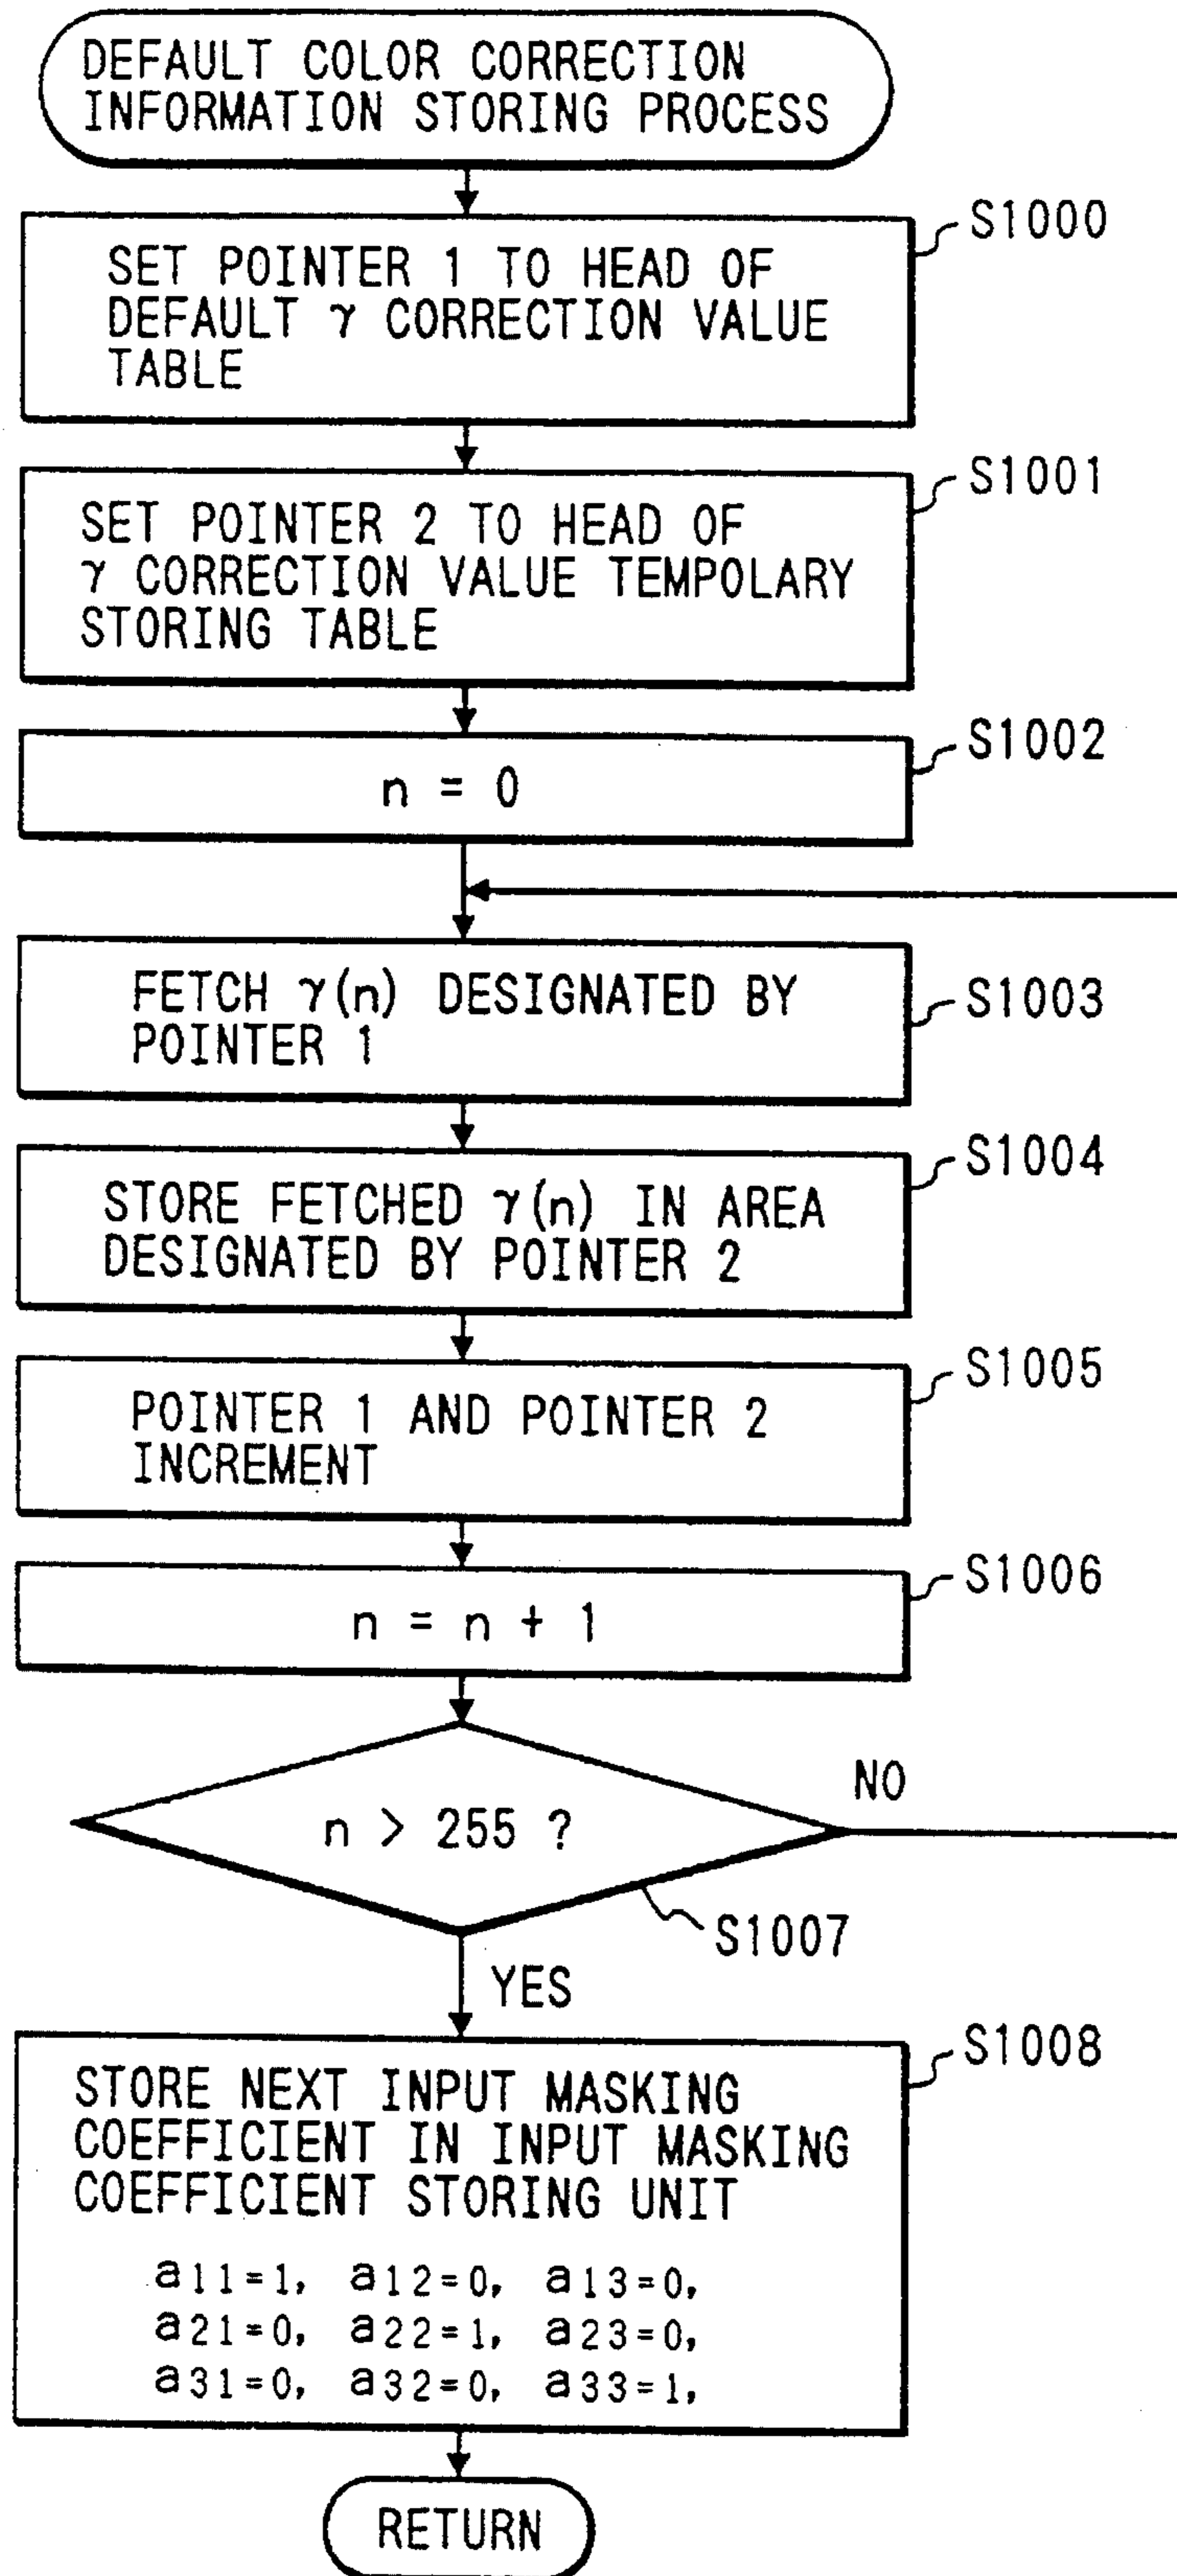 DEFAULT COLOR CORRECTION
INFORMATION STORING PROCESS
S1000
SET POINTER 1 TO HEAD OF
DEFAULT γ CORRECTION VALUE
TABLE
S1001
SET POINTER 2 TO HEAD OF
γ CORRECTION VALUE TEMPOLARY
STORING TABLE
S1002
n = 0
FETCH γ(n) DESIGNATED BY
POINTER 1
S1003
S1004
STORE FETCHED γ(n) IN AREA
DESIGNATED BY POINTER 2
S1005
POINTER 1 AND POINTER 2
INCREMENT
S1006
n = n + 1
NO
n > 255 ?
S1007
YES
S1008
STORE NEXT INPUT MASKING
COEFFICIENT IN INPUT MASKING
COEFFICIENT STORING UNIT
a11=1, a12=0, a13=0,
a21=0, a22=1, a23=0,
a31=0, a32=0, a33=1,
RETURN